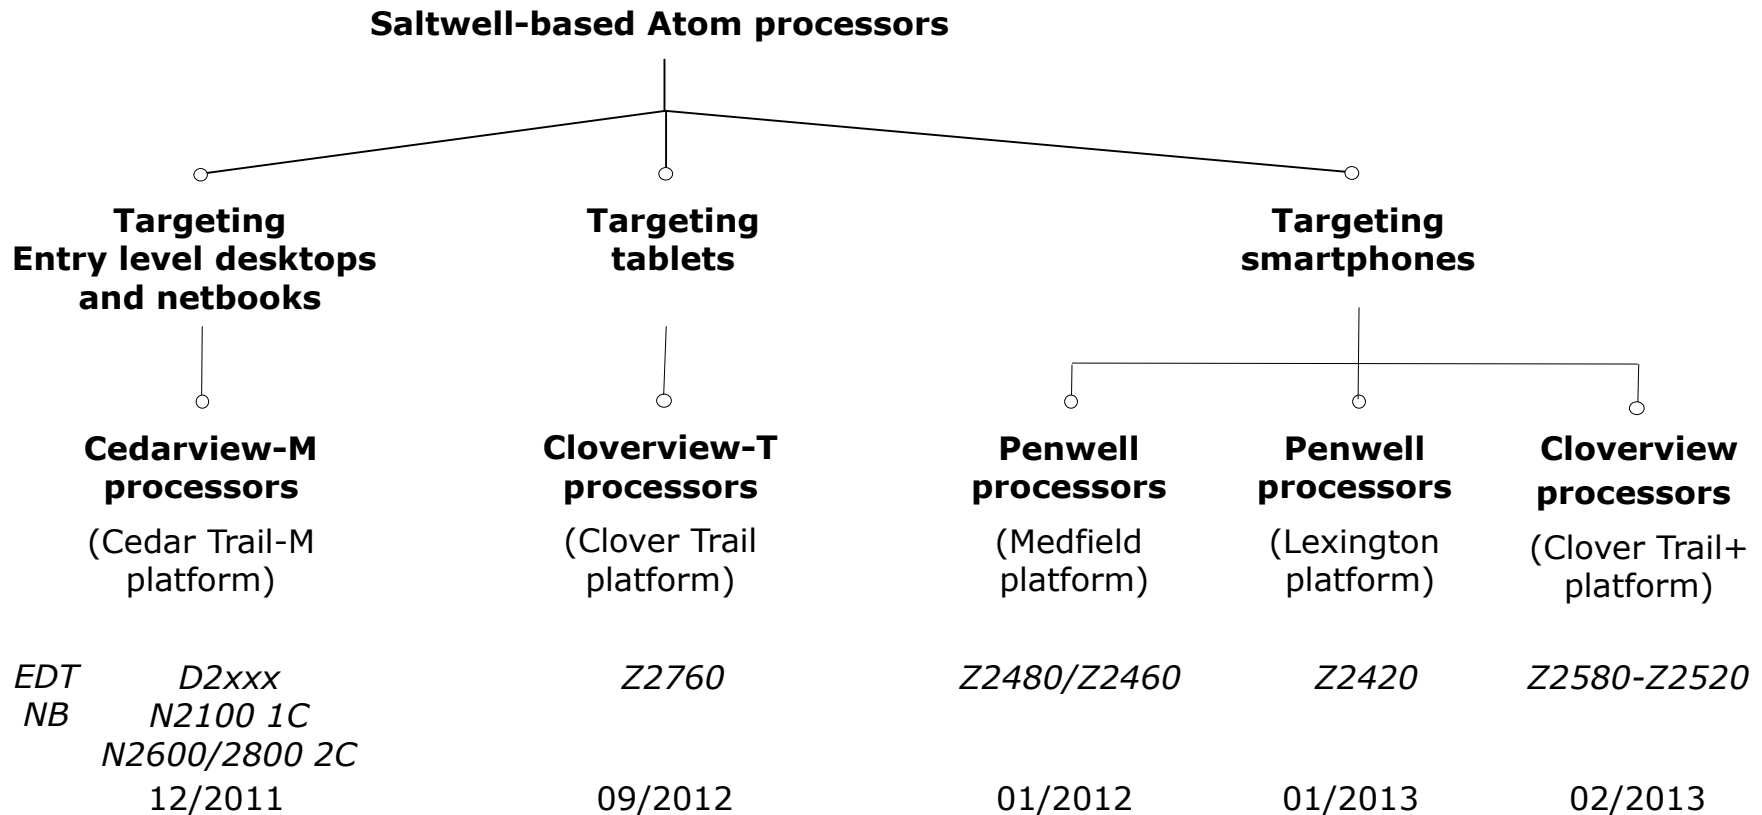 Saltwell-based Atom processors
Targeting
Entry level desktops
and netbooks
Targeting
tablets
Targeting
smartphones
Cedarview-M
processors
(Cedar Trail-M
platform)
Cloverview-T
processors
(Clover Trail
platform)
Penwell
processors
(Medfield
platform)
Penwell
processors
(Lexington
platform)
Cloverview
processors
(Clover Trail+
platform)
EDT D2xxx
NB N2100 1C
N2600/2800 2C
Z2760
Z2480/Z2460
Z2420
Z2580-Z2520
12/2011
09/2012
01/2012
01/2013
02/2013